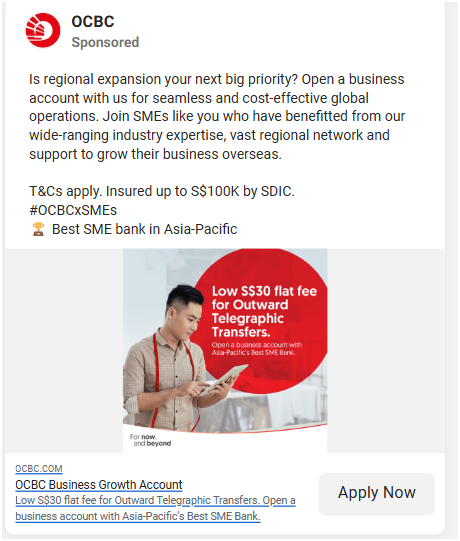 OCBC
Sponsored
Is regional expansion your next big priority? Open a business
account with us for seamless and cost-effective global
operations. Join SMEs like you who have benefitted from our
wide-ranging industry expertise, vast regional network and
support to grow their business overseas.
T&Cs apply. Insured up to S$100K by SDIC.
#OCBCxSMEs
🏆 Best SME bank in Asia-Pacific
Low S$30 flat fee
for Outward
Telegraphic
Transfers.
Open a business account with
Asia-Pacific's Best SME Bank.
For now,
and beyond
OCBC.COM
OCBC Business Growth Account
Low S$30 flat fee for Outward Telegraphic Transfers. Open a
business account with Asia-Pacific's Best SME Bank.
Apply Now